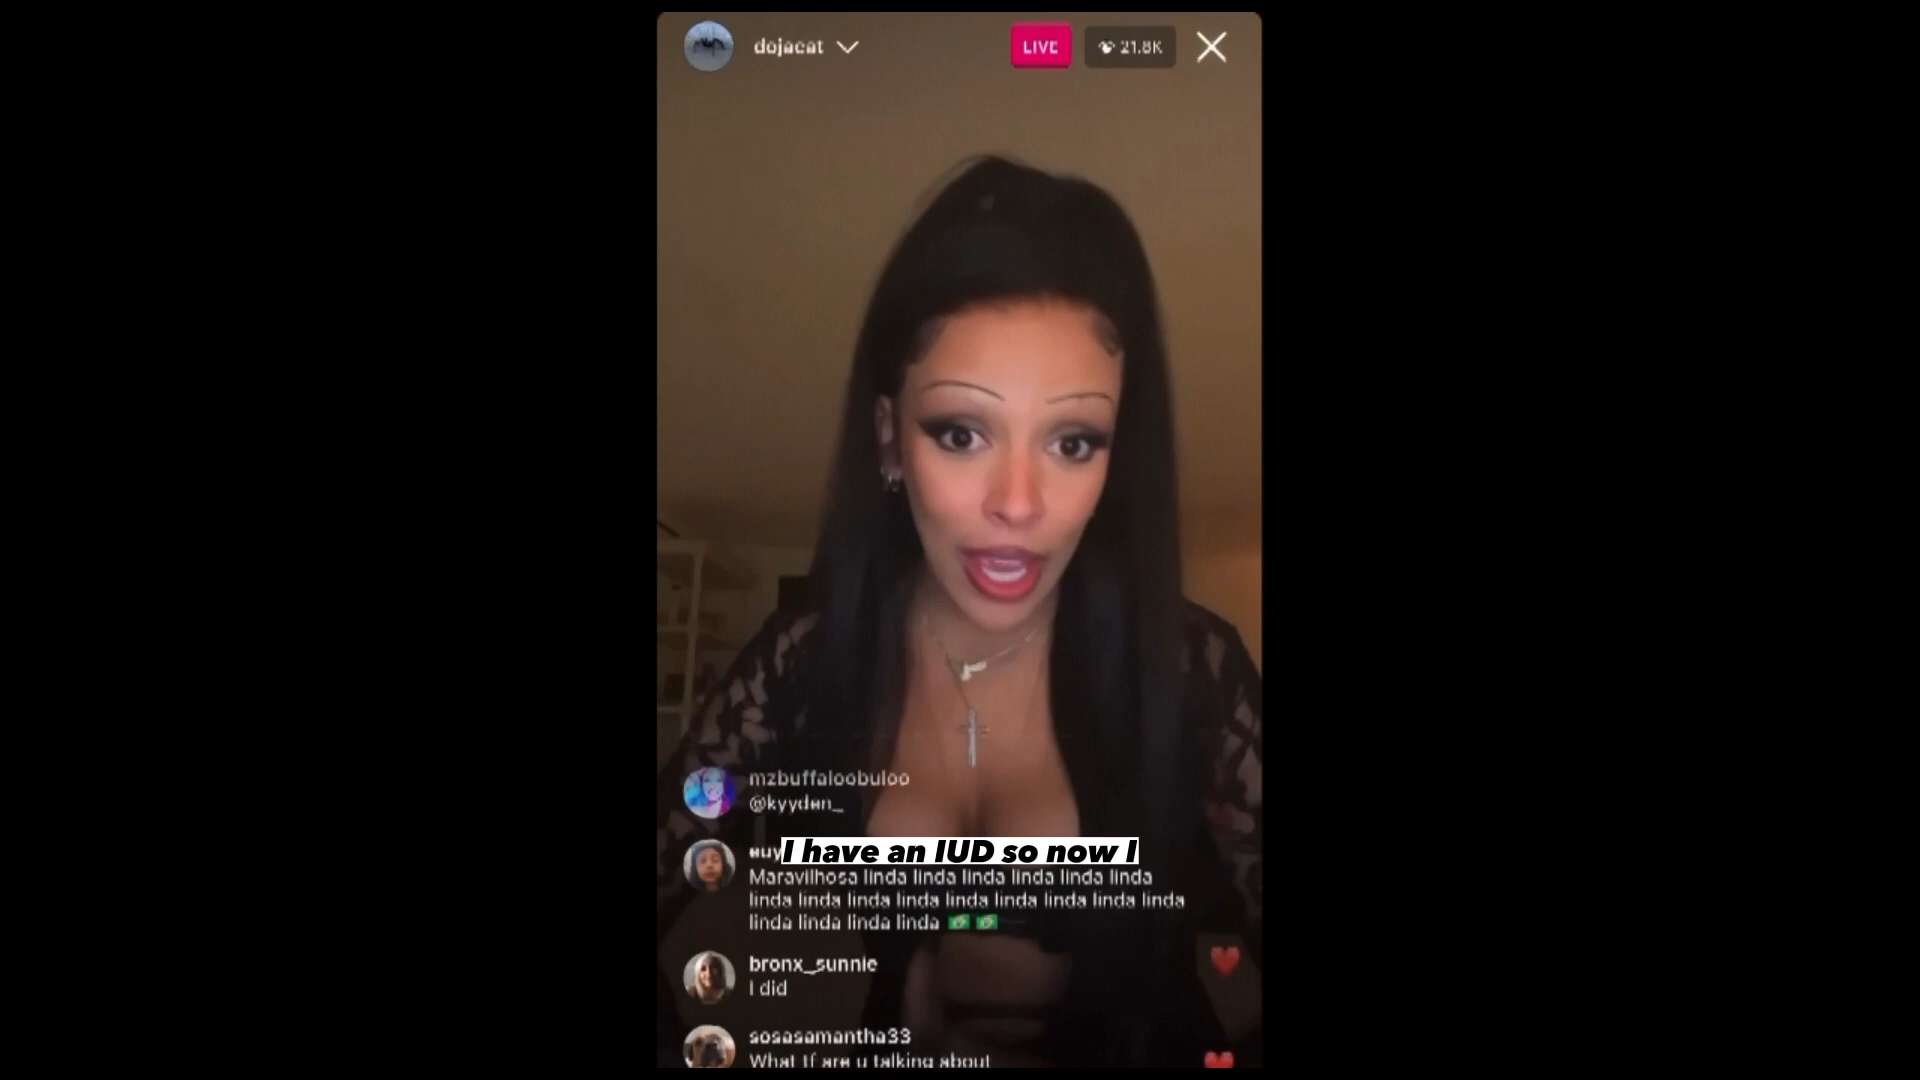 dojacat
LIVE
21.8K
mzbuffaloobuloo
@kyyden_
I have an IUD so now I
Maravilhosa linda linda linda linda linda linda
linda linda linda linda linda linda linda linda linda
linda linda linda linda
bronx_sunnie
I did
sosasamantha33
What tf are u talking about